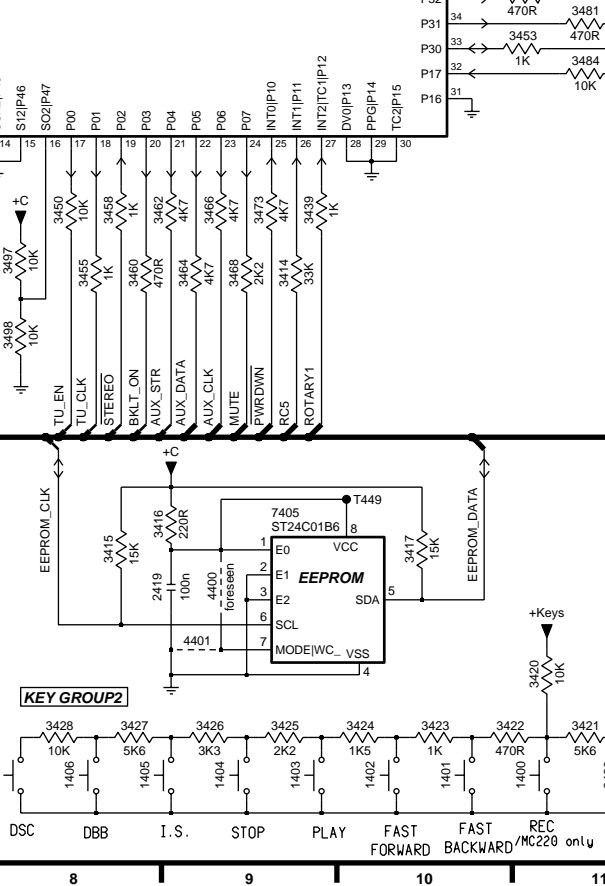 470R
3481
P31
34
470R
3453
P30
33
1K
3484
P17
32
10K
P16
31
S12|P46
SO2|P47
P00
P01
P02
P03
P04
P05
P06
P07
INT0|P10
INT1|P11
INT2|TC1|P12
DV0|P13
PPG|P14
TC2|P15
14
15
16
17
18
19
20
21
22
23
24
25
26
27
28
29
30
+C
3450
10K
3458
1K
3462
4K7
3466
4K7
3473
4K7
3439
1K
3497
10K
3455
1K
3460
470R
3464
4K7
3468
2K2
3414
33K
3498
10K
TU_EN
TU_CLK
STEREO
BKLT_ON
AUX_STR
AUX_DATA
AUX_CLK
MUTE
PWRDWN
RC5
ROTARY1
+C
EEPROM_CLK
EEPROM_DATA
T449
3416
220R
7405
ST24C01B6
8
3415
15K
3417
15K
1
E0
VCC
2
E1
EEPROM
2419
100n
4400
foreseen
3
E2
SDA
5
6
SCL
4401
7
MODE|WC_
VSS
4
+Keys
3420
10K
KEY GROUP2
3428
3427
3426
3425
3424
3423
3422
3421
10K
5K6
3K3
2K2
1K5
1K
470R
5K6
1406
1405
1404
1403
1402
1401
1400
DSC
DBB
I.S.
STOP
PLAY
FAST
FORWARD
FAST
BACKWARD
REC
/MC220 only
8
9
10
11